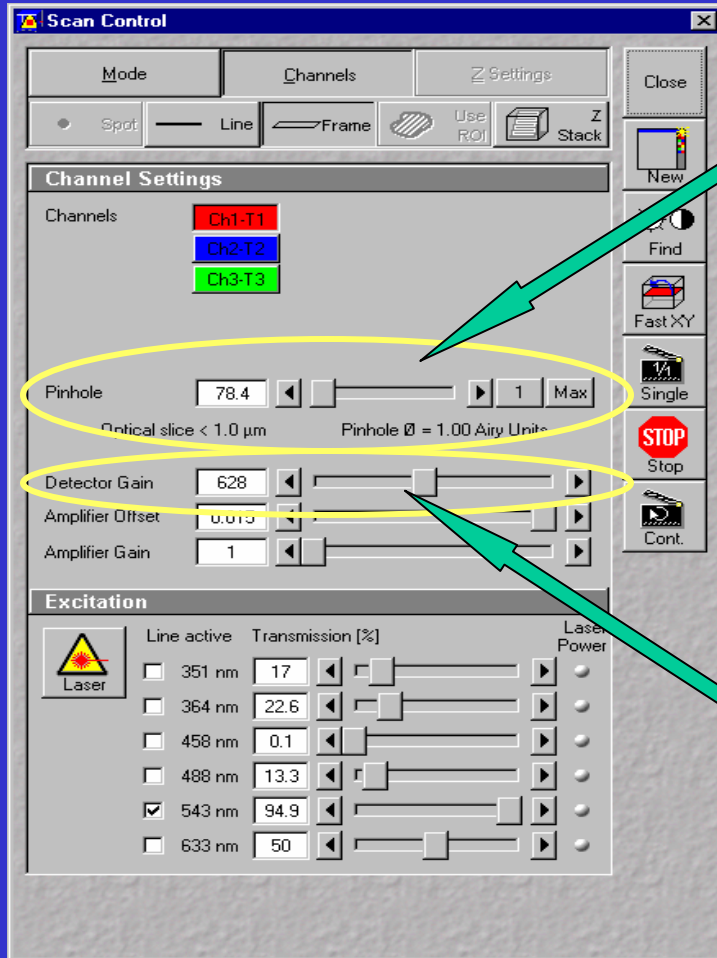 Scan Control
Mode Channels Z Settings Close
Spot Line Frame Use ROI Z Stack
New
Channel Settings
Channels Ch1-T1
Ch2-T2
Ch3-T3
Find
Fast XY
Pinhole 78.4 1 Max
1/1
Single
Optical slice < 1.0 µm Pinhole Ø = 1.00 Airy Units
STOP
Stop
Detector Gain 628
Amplifier Offset 0.015
Amplifier Gain 1
Cont.
Excitation
Laser
Line active Transmission [%] Laser Power
351 nm 17
364 nm 22.6
458 nm 0.1
488 nm 13.3
543 nm 94.9
633 nm 50